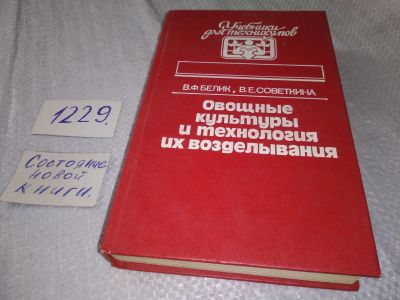 Учебники
для техникумов
В.Ф.БЕЛИК, В.Е.СОВЕТКИНА
Овощные
культуры
и технология
их возделывания
1229.
Состояние
новой
книги.